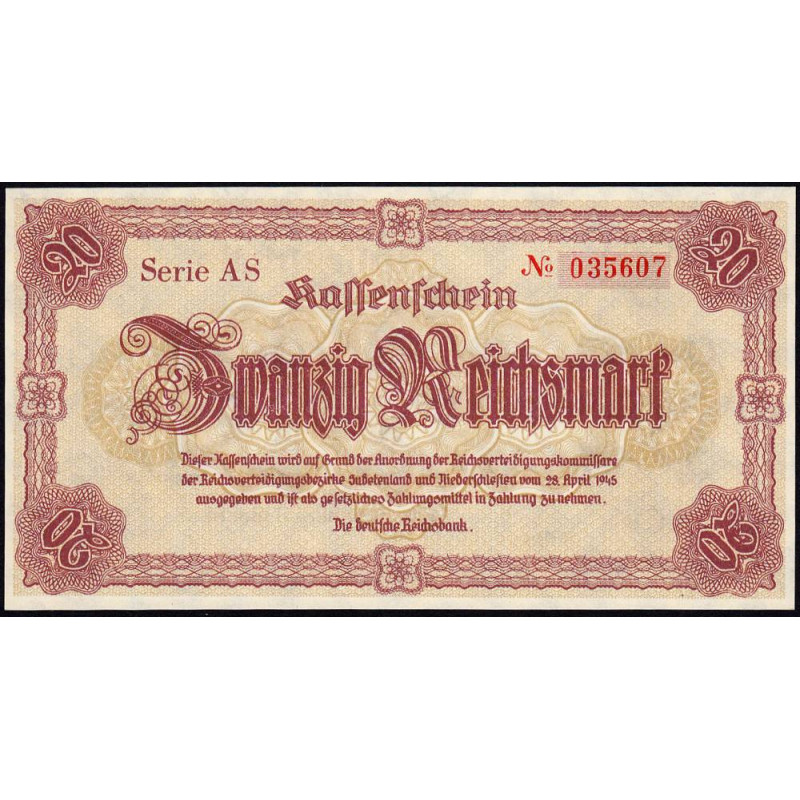 20 20
Serie AS № 035607
Kassenschein
Zwanzig Reichsmark
Dieser Kassenschein wird auf Grund der Anordnung der Reichsverteidigungskommissare
der Reichsverteidigungsbezirke Sudetenland und Niederschlesien vom 28. April 1945
ausgegeben und ist als gesetzliches Zahlungsmittel in Zahlung zu nehmen.
Die deutsche Reichsbank.
20 20